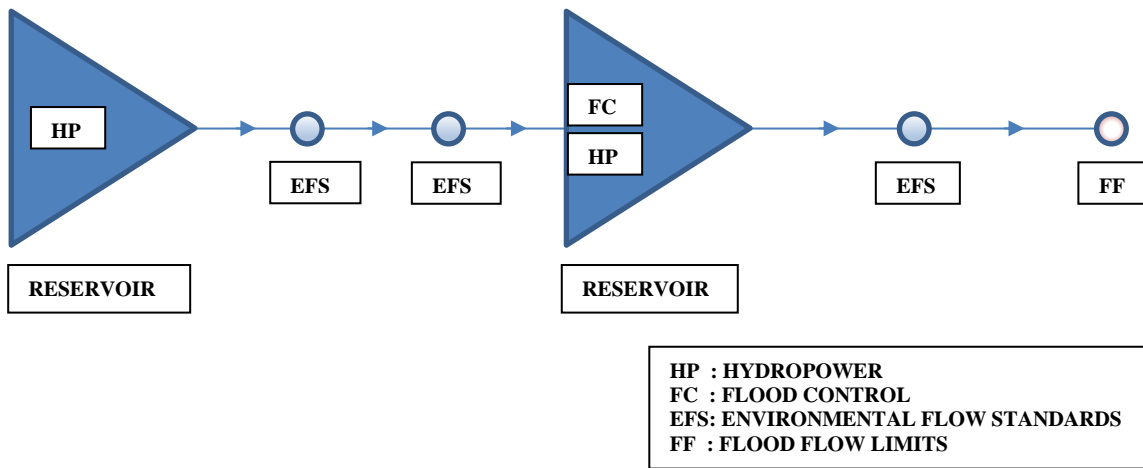 HP
FC
HP
EFS
EFS
EFS
FF
RESERVOIR
RESERVOIR
HP : HYDROPOWER
FC : FLOOD CONTROL
EFS: ENVIRONMENTAL FLOW STANDARDS
FF : FLOOD FLOW LIMITS